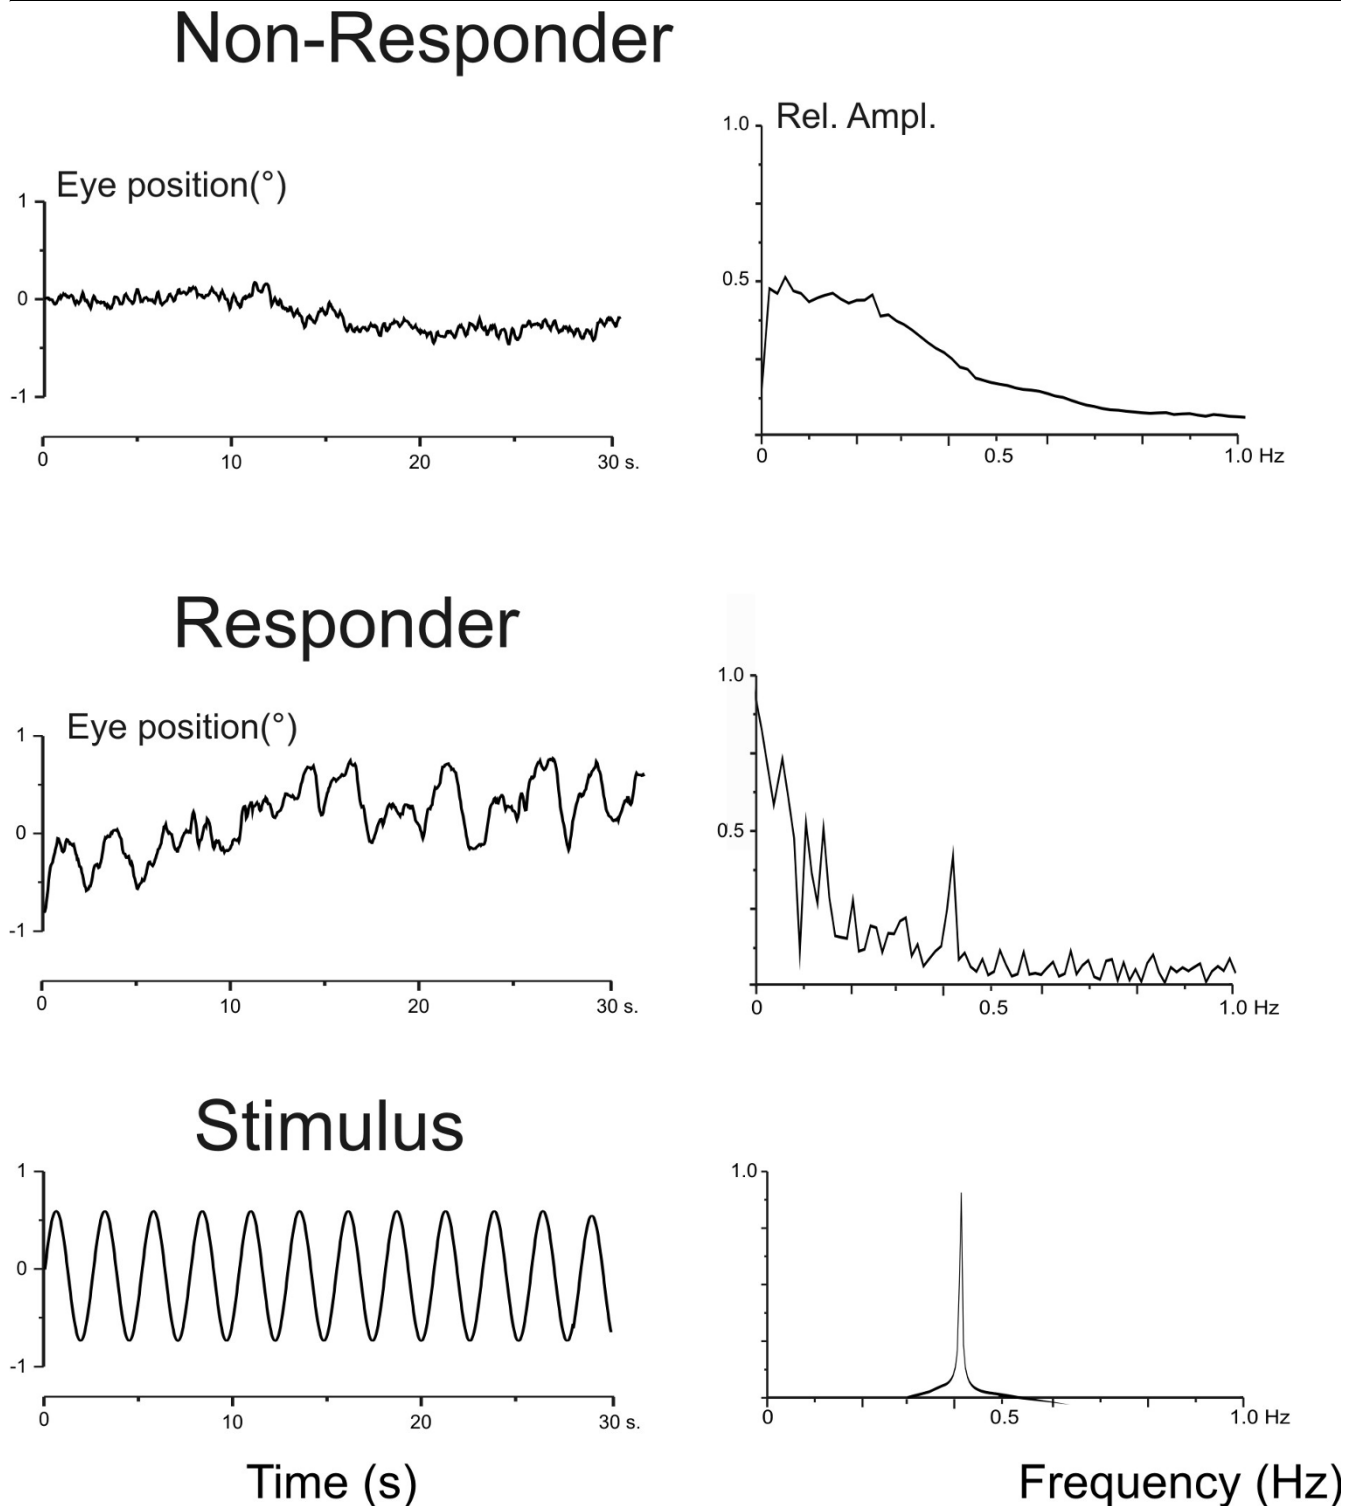 Non-Responder
Rel. Ampl.
1.0
0.5
0 0.5 1.0 Hz
Eye position(°)
1
0
-1
0 10 20 30 s.
Responder
Eye position(°)
1
0
-1
0 10 20 30 s.
1.0
0.5
0 0.5 1.0 Hz
Stimulus
1
0
-1
0 10 20 30 s.
1.0
0 0.5 1.0 Hz
Time (s)
Frequency (Hz)